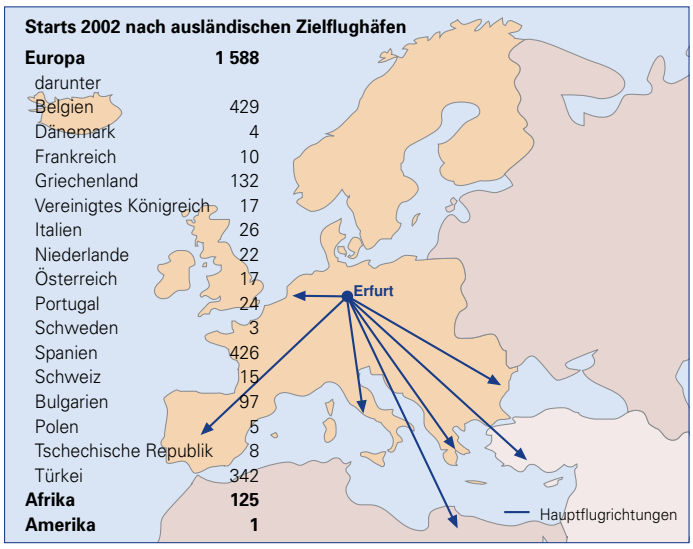 Starts 2002 nach ausländischen Zielflughäfen
Europa 1 588
darunter
Belgien 429
Dänemark 4
Frankreich 10
Griechenland 132
Vereinigtes Königreich 17
Italien 26
Niederlande 22
Österreich 17
Portugal 24
Schweden 3
Spanien 426
Schweiz 15
Bulgarien 97
Polen 5
Tschechische Republik 8
Türkei 342
Afrika 125
Amerika 1
Erfurt
Hauptflugrichtungen